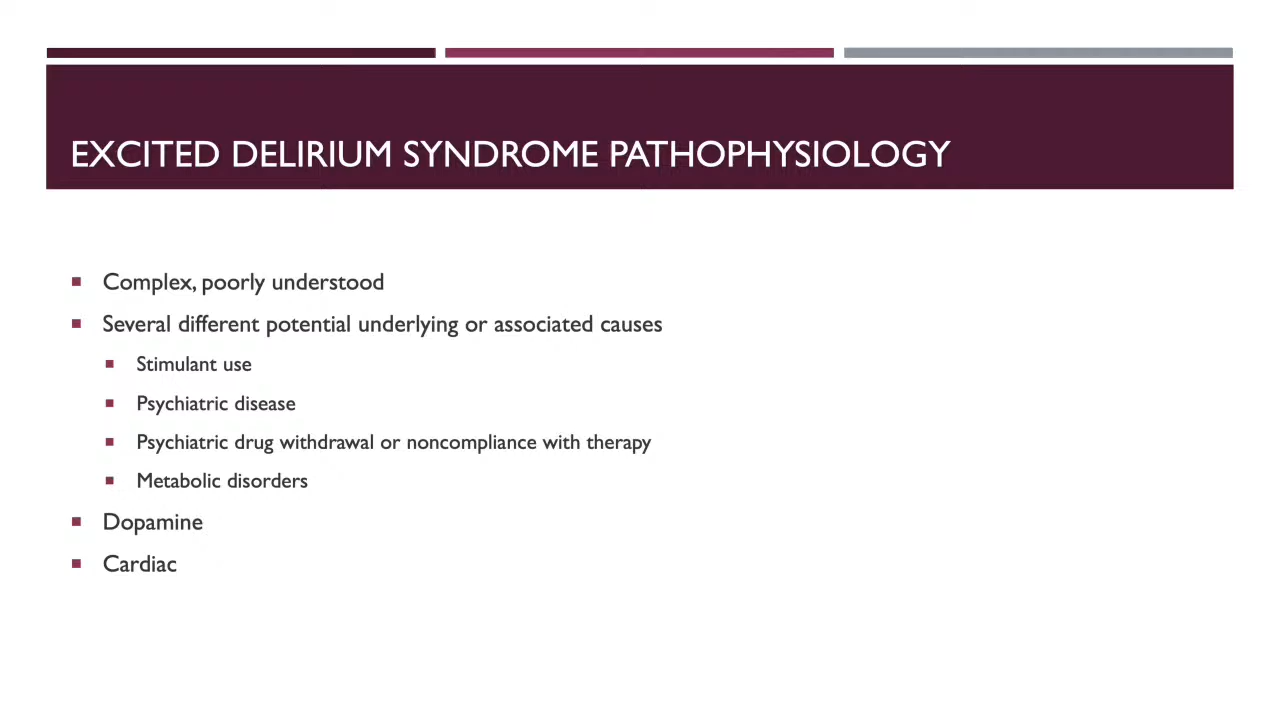 EXCITED DELIRIUM SYNDROME PATHOPHYSIOLOGY
Complex, poorly understood
Several different potential underlying or associated causes
Stimulant use
Psychiatric disease
Psychiatric drug withdrawal or noncompliance with therapy
Metabolic disorders
Dopamine
Cardiac